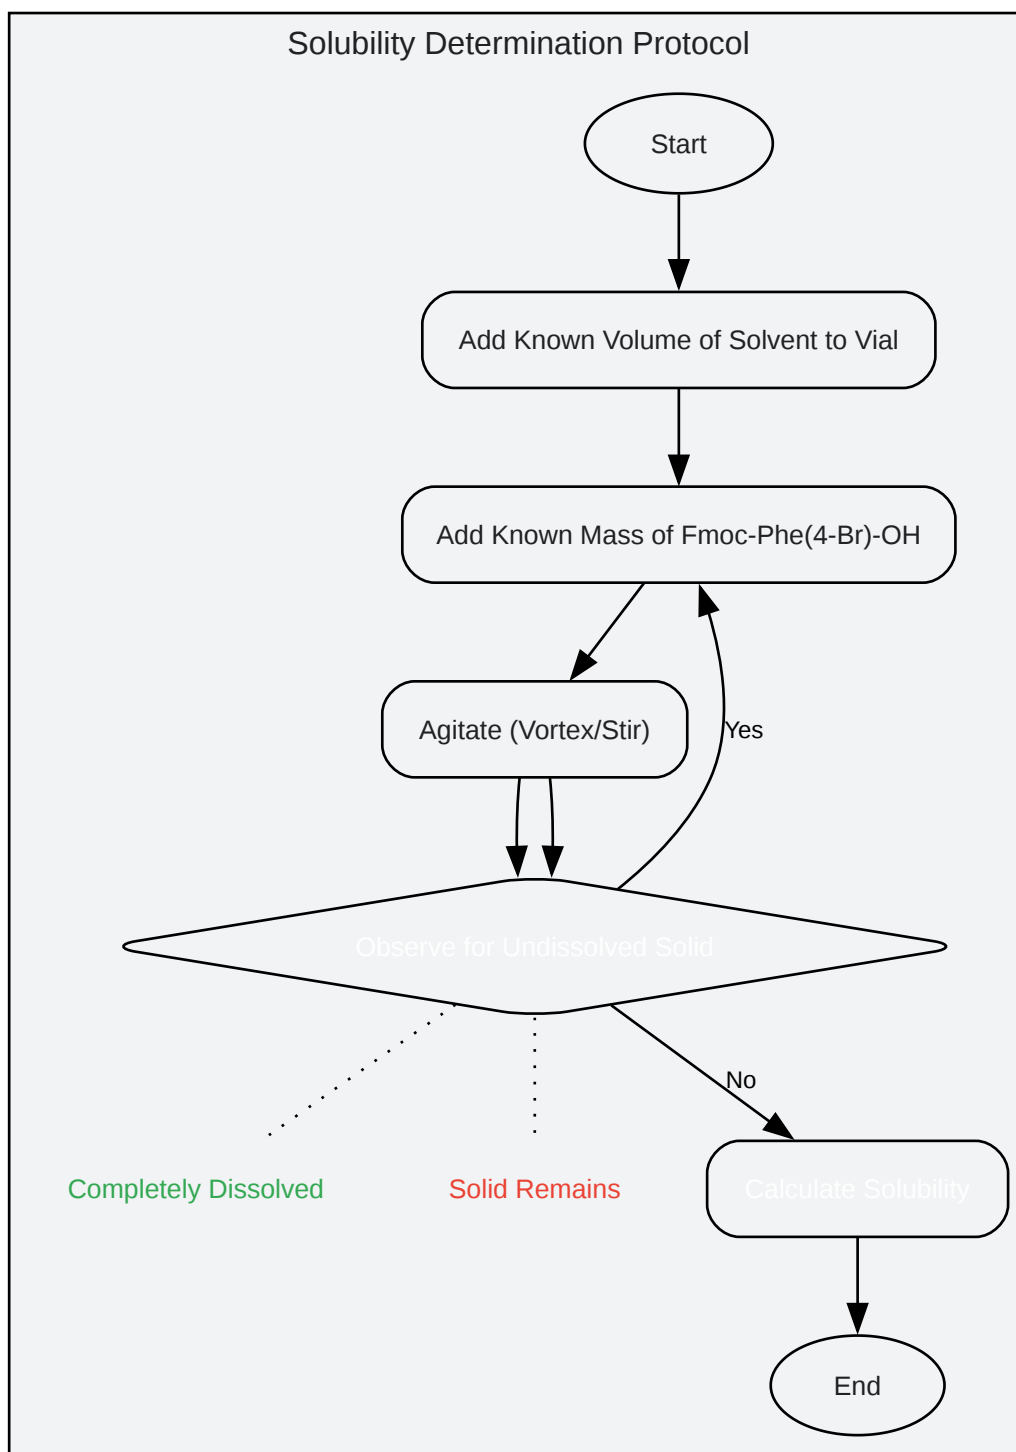 Solubility Determination Protocol
Start
Add Known Volume of Solvent to Vial
Add Known Mass of Fmoc-Phe(4-Br)-OH
Agitate (Vortex/Stir)
Yes
Observe for Undissolved Solid
No
Completely Dissolved
Solid Remains
Calculate Solubility
End